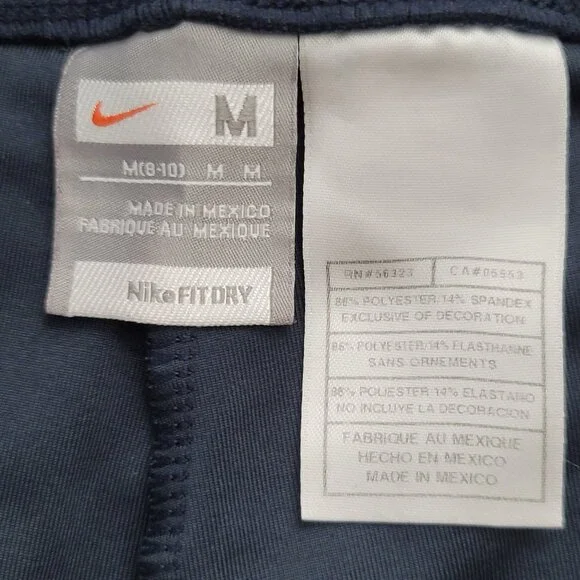 M
M(8-10) M M
MADE IN MEXICO
FABRIQUE AU MEXIQUE
Nike FIT DRY
RN#56323 CA#05553
86% POLYESTER/14% SPANDEX
EXCLUSIVE OF DECORATION
86% POLYESTER/14% ELASTHANNE
SANS ORNEMENTS
86% POLIESTER 14% ELASTANO
NO INCLUYE LA DECORACION
FABRIQUE AU MEXIQUE
HECHO EN MEXICO
MADE IN MEXICO